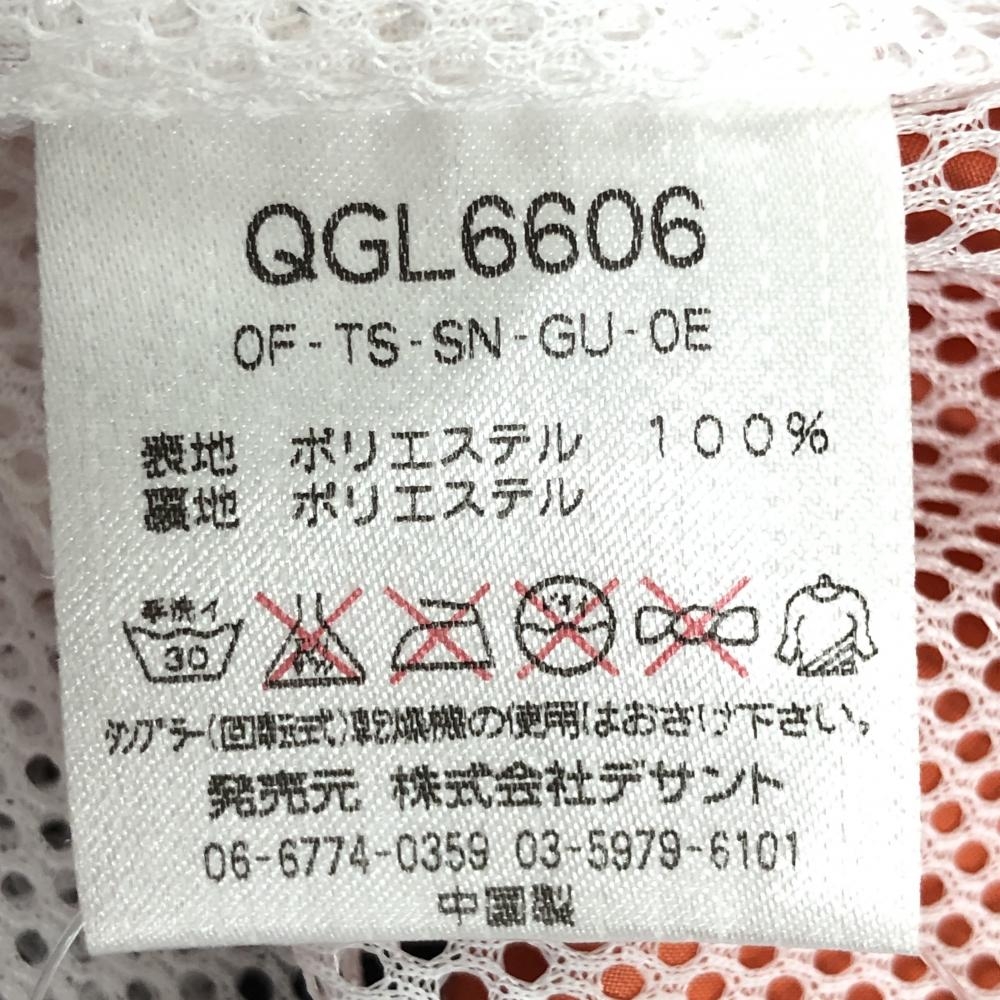 QGL6606
0F-TS-SN-GU-0E
表地 ポリエステル 100%
裏地 ポリエステル
手洗イ
30
タンブラー(回転式)乾燥機の使用はおさけ下さい。
発売元 株式会社デサント
06-6774-0359 03-5979-6101
中国製